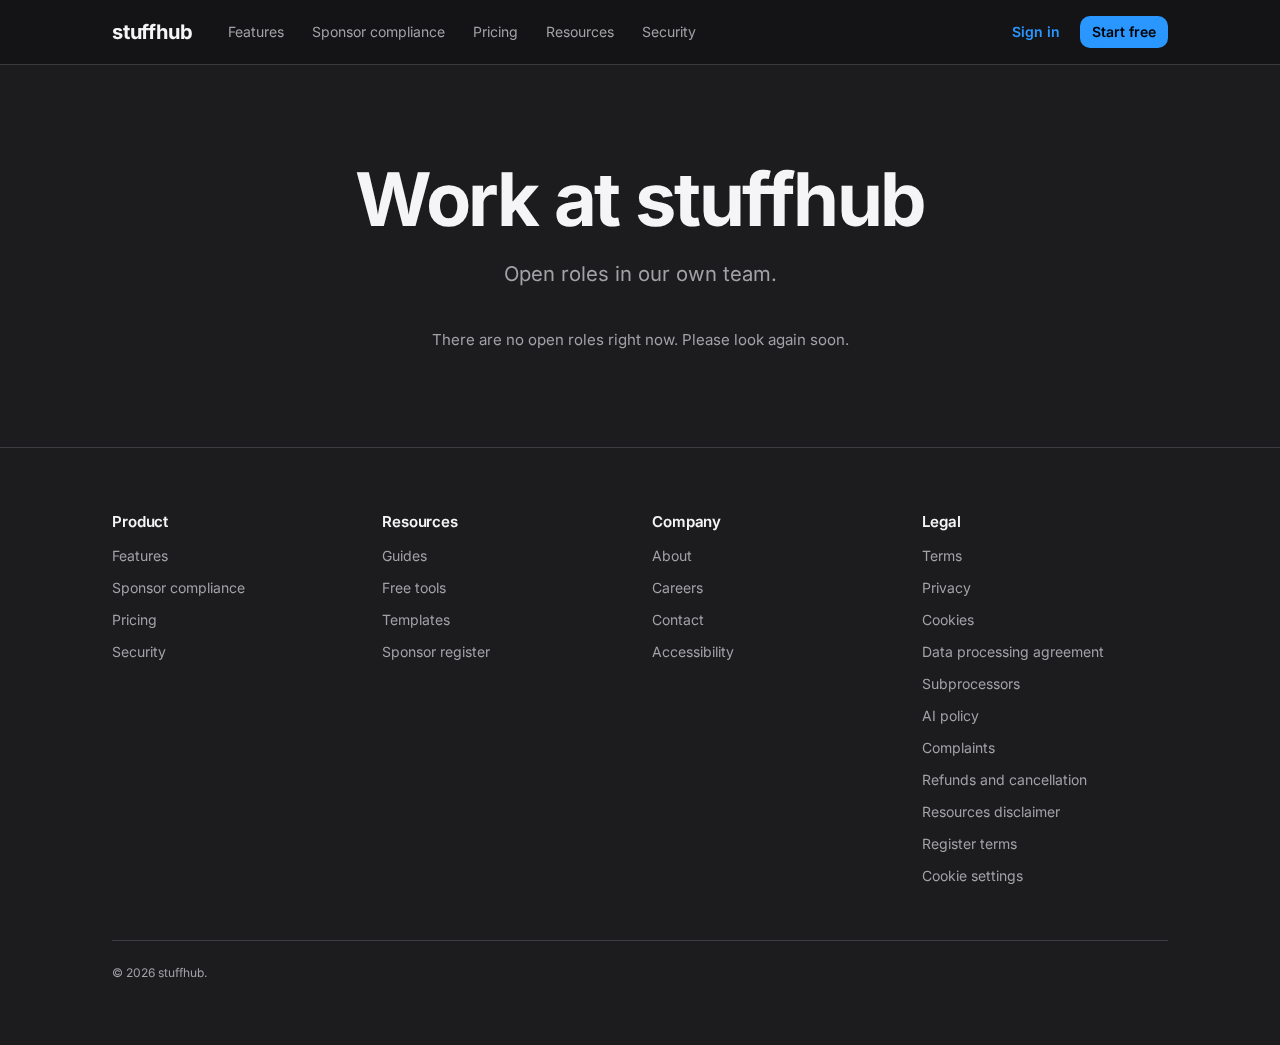 stuffhub
Features
Sponsor compliance
Pricing
Resources
Security
Sign in
Start free
Work at stuffhub
Open roles in our own team.
There are no open roles right now. Please look again soon.
Product
Features
Sponsor compliance
Pricing
Security
Resources
Guides
Free tools
Templates
Sponsor register
Company
About
Careers
Contact
Accessibility
Legal
Terms
Privacy
Cookies
Data processing agreement
Subprocessors
AI policy
Complaints
Refunds and cancellation
Resources disclaimer
Register terms
Cookie settings
© 2026 stuffhub.